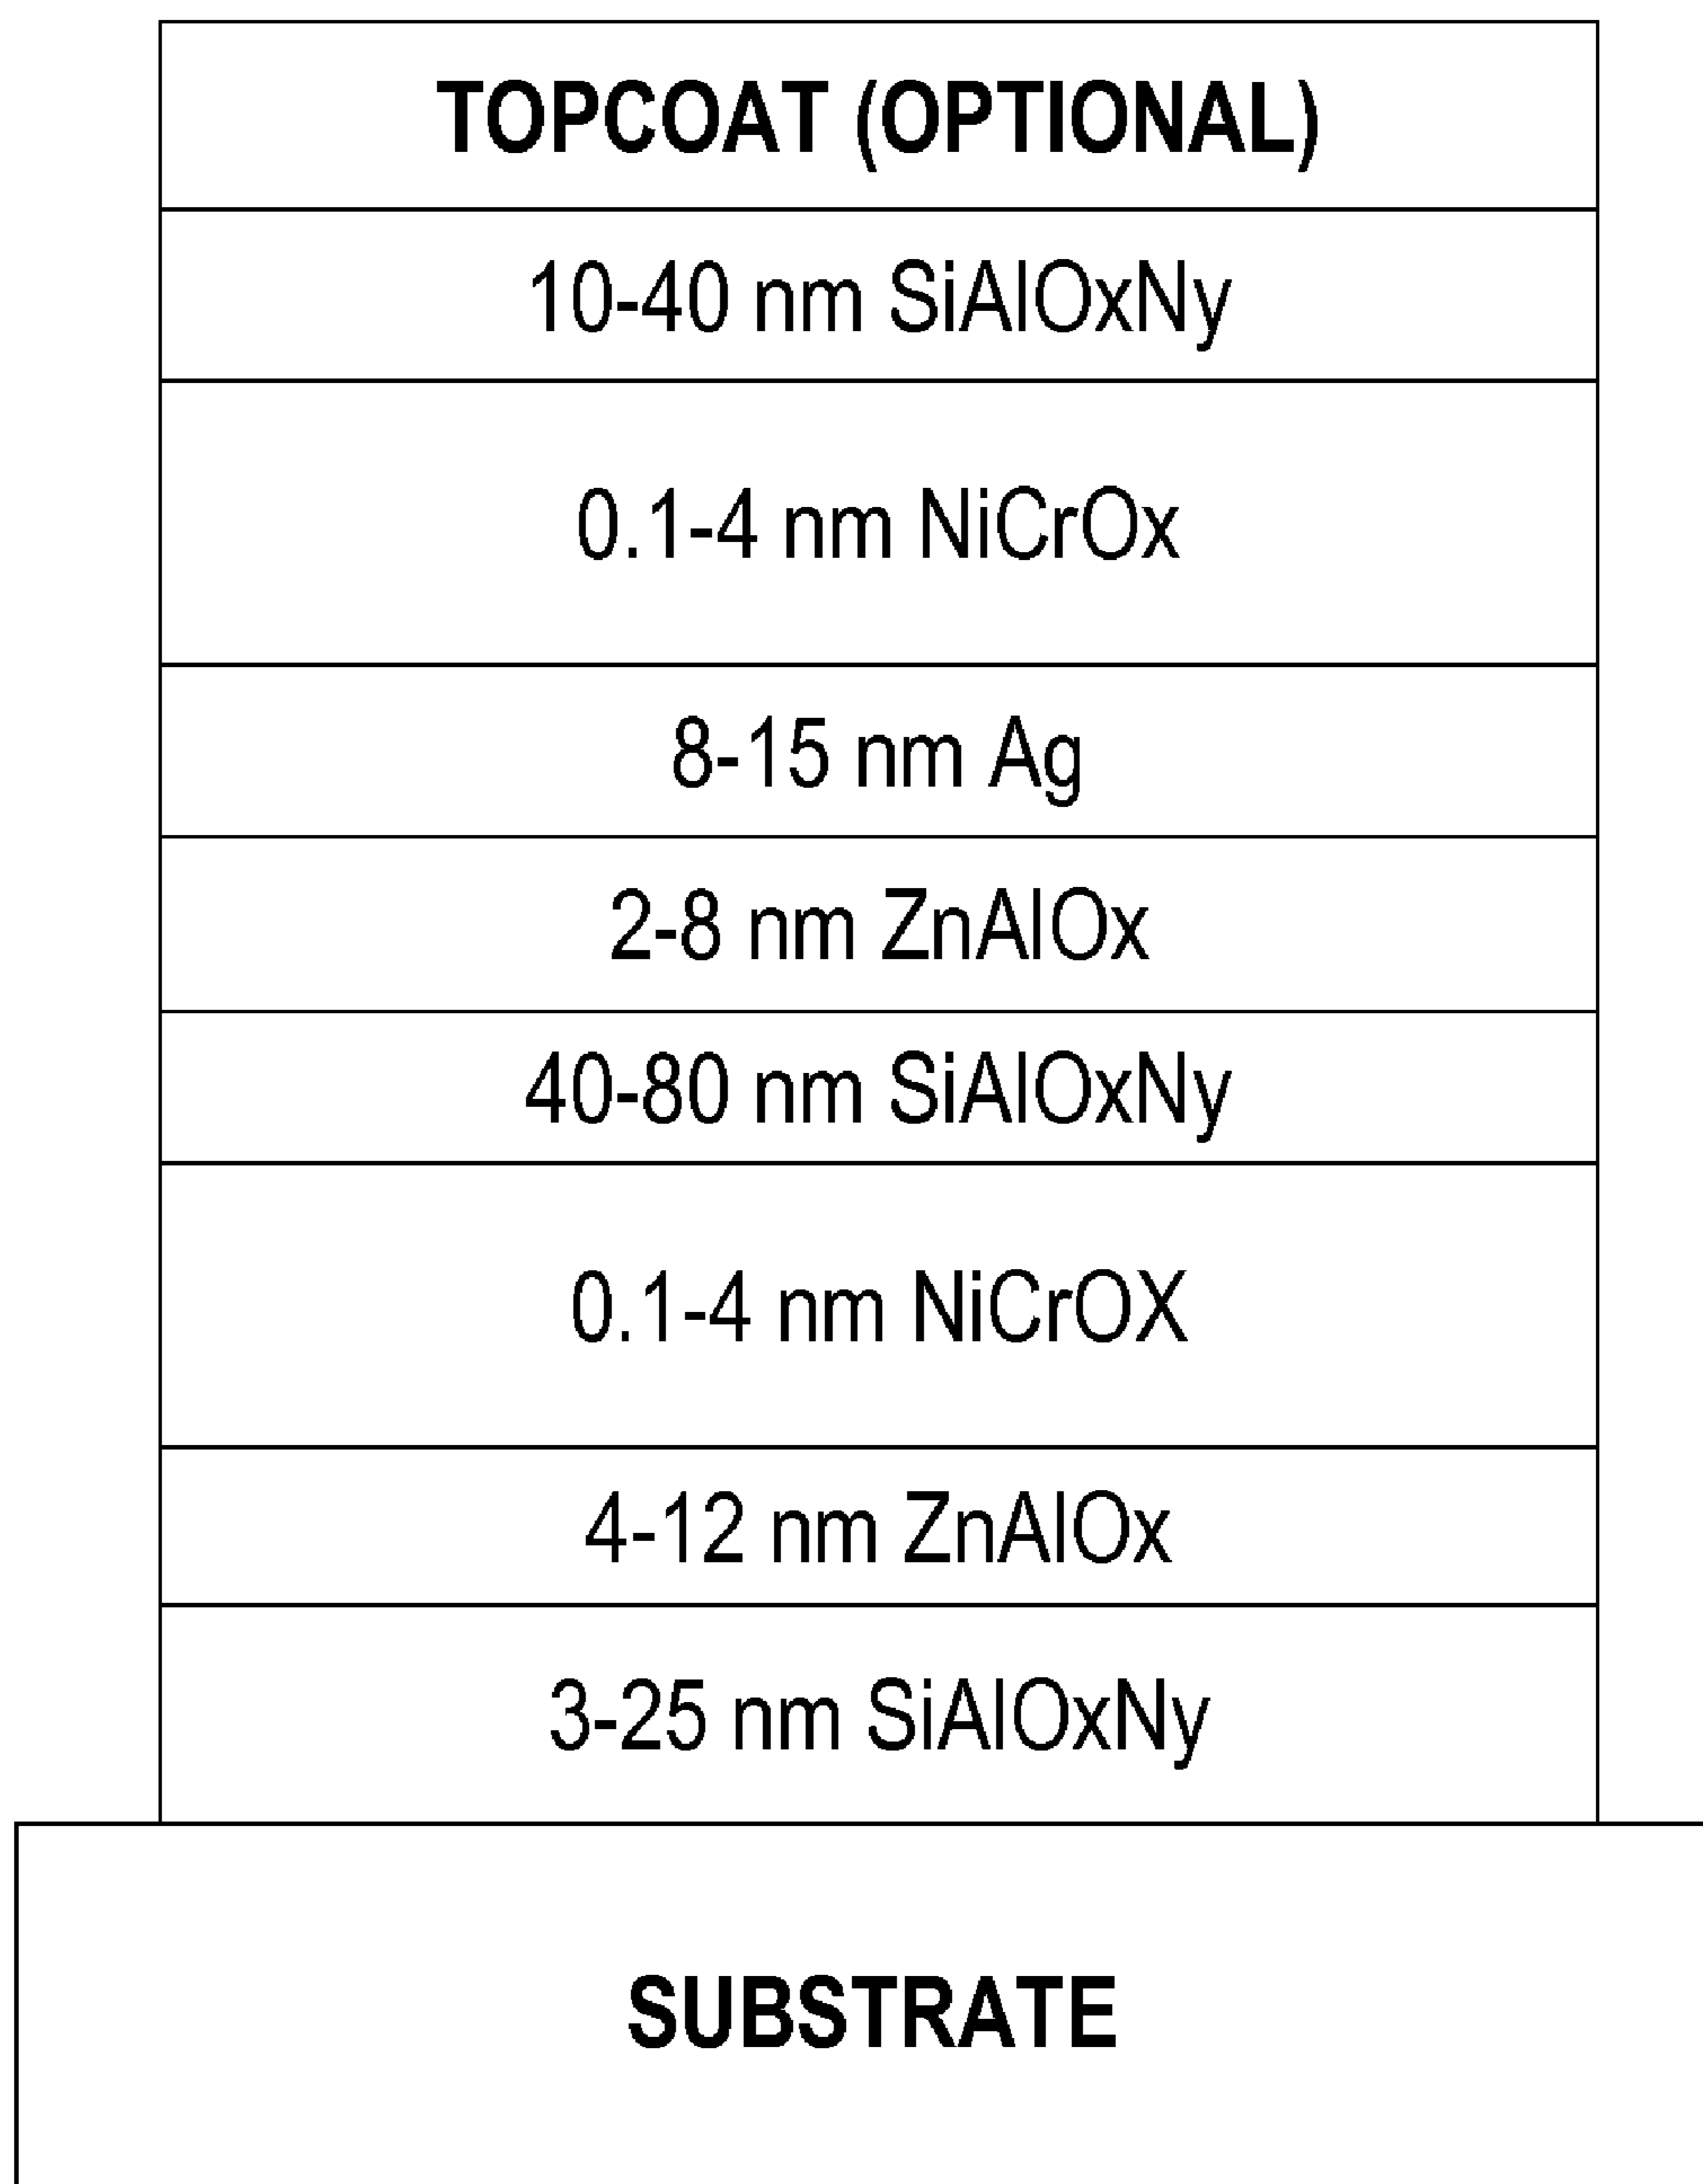 TOPCOAT (OPTIONAL)
10-40 nm SiAlOxNy
0.1-4 nm NiCrOx
8-15 nm Ag
2-8 nm ZnAlOx
40-80 nm SiAlOxNy
0.1-4 nm NiCrOX
4-12 nm ZnAlOx
3-25 nm SiAlOxNy
SUBSTRATE